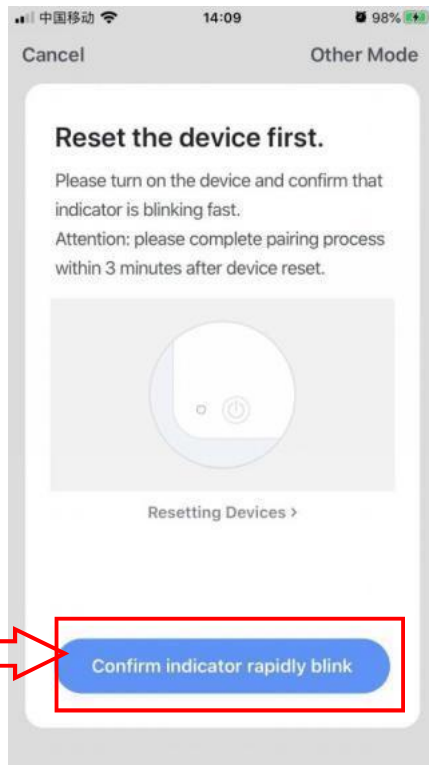 中国移动 14:09 98%
Cancel Other Mode
Reset the device first.
Please turn on the device and confirm that
indicator is blinking fast.
Attention: please complete pairing process
within 3 minutes after device reset.
Resetting Devices >
Confirm indicator rapidly blink